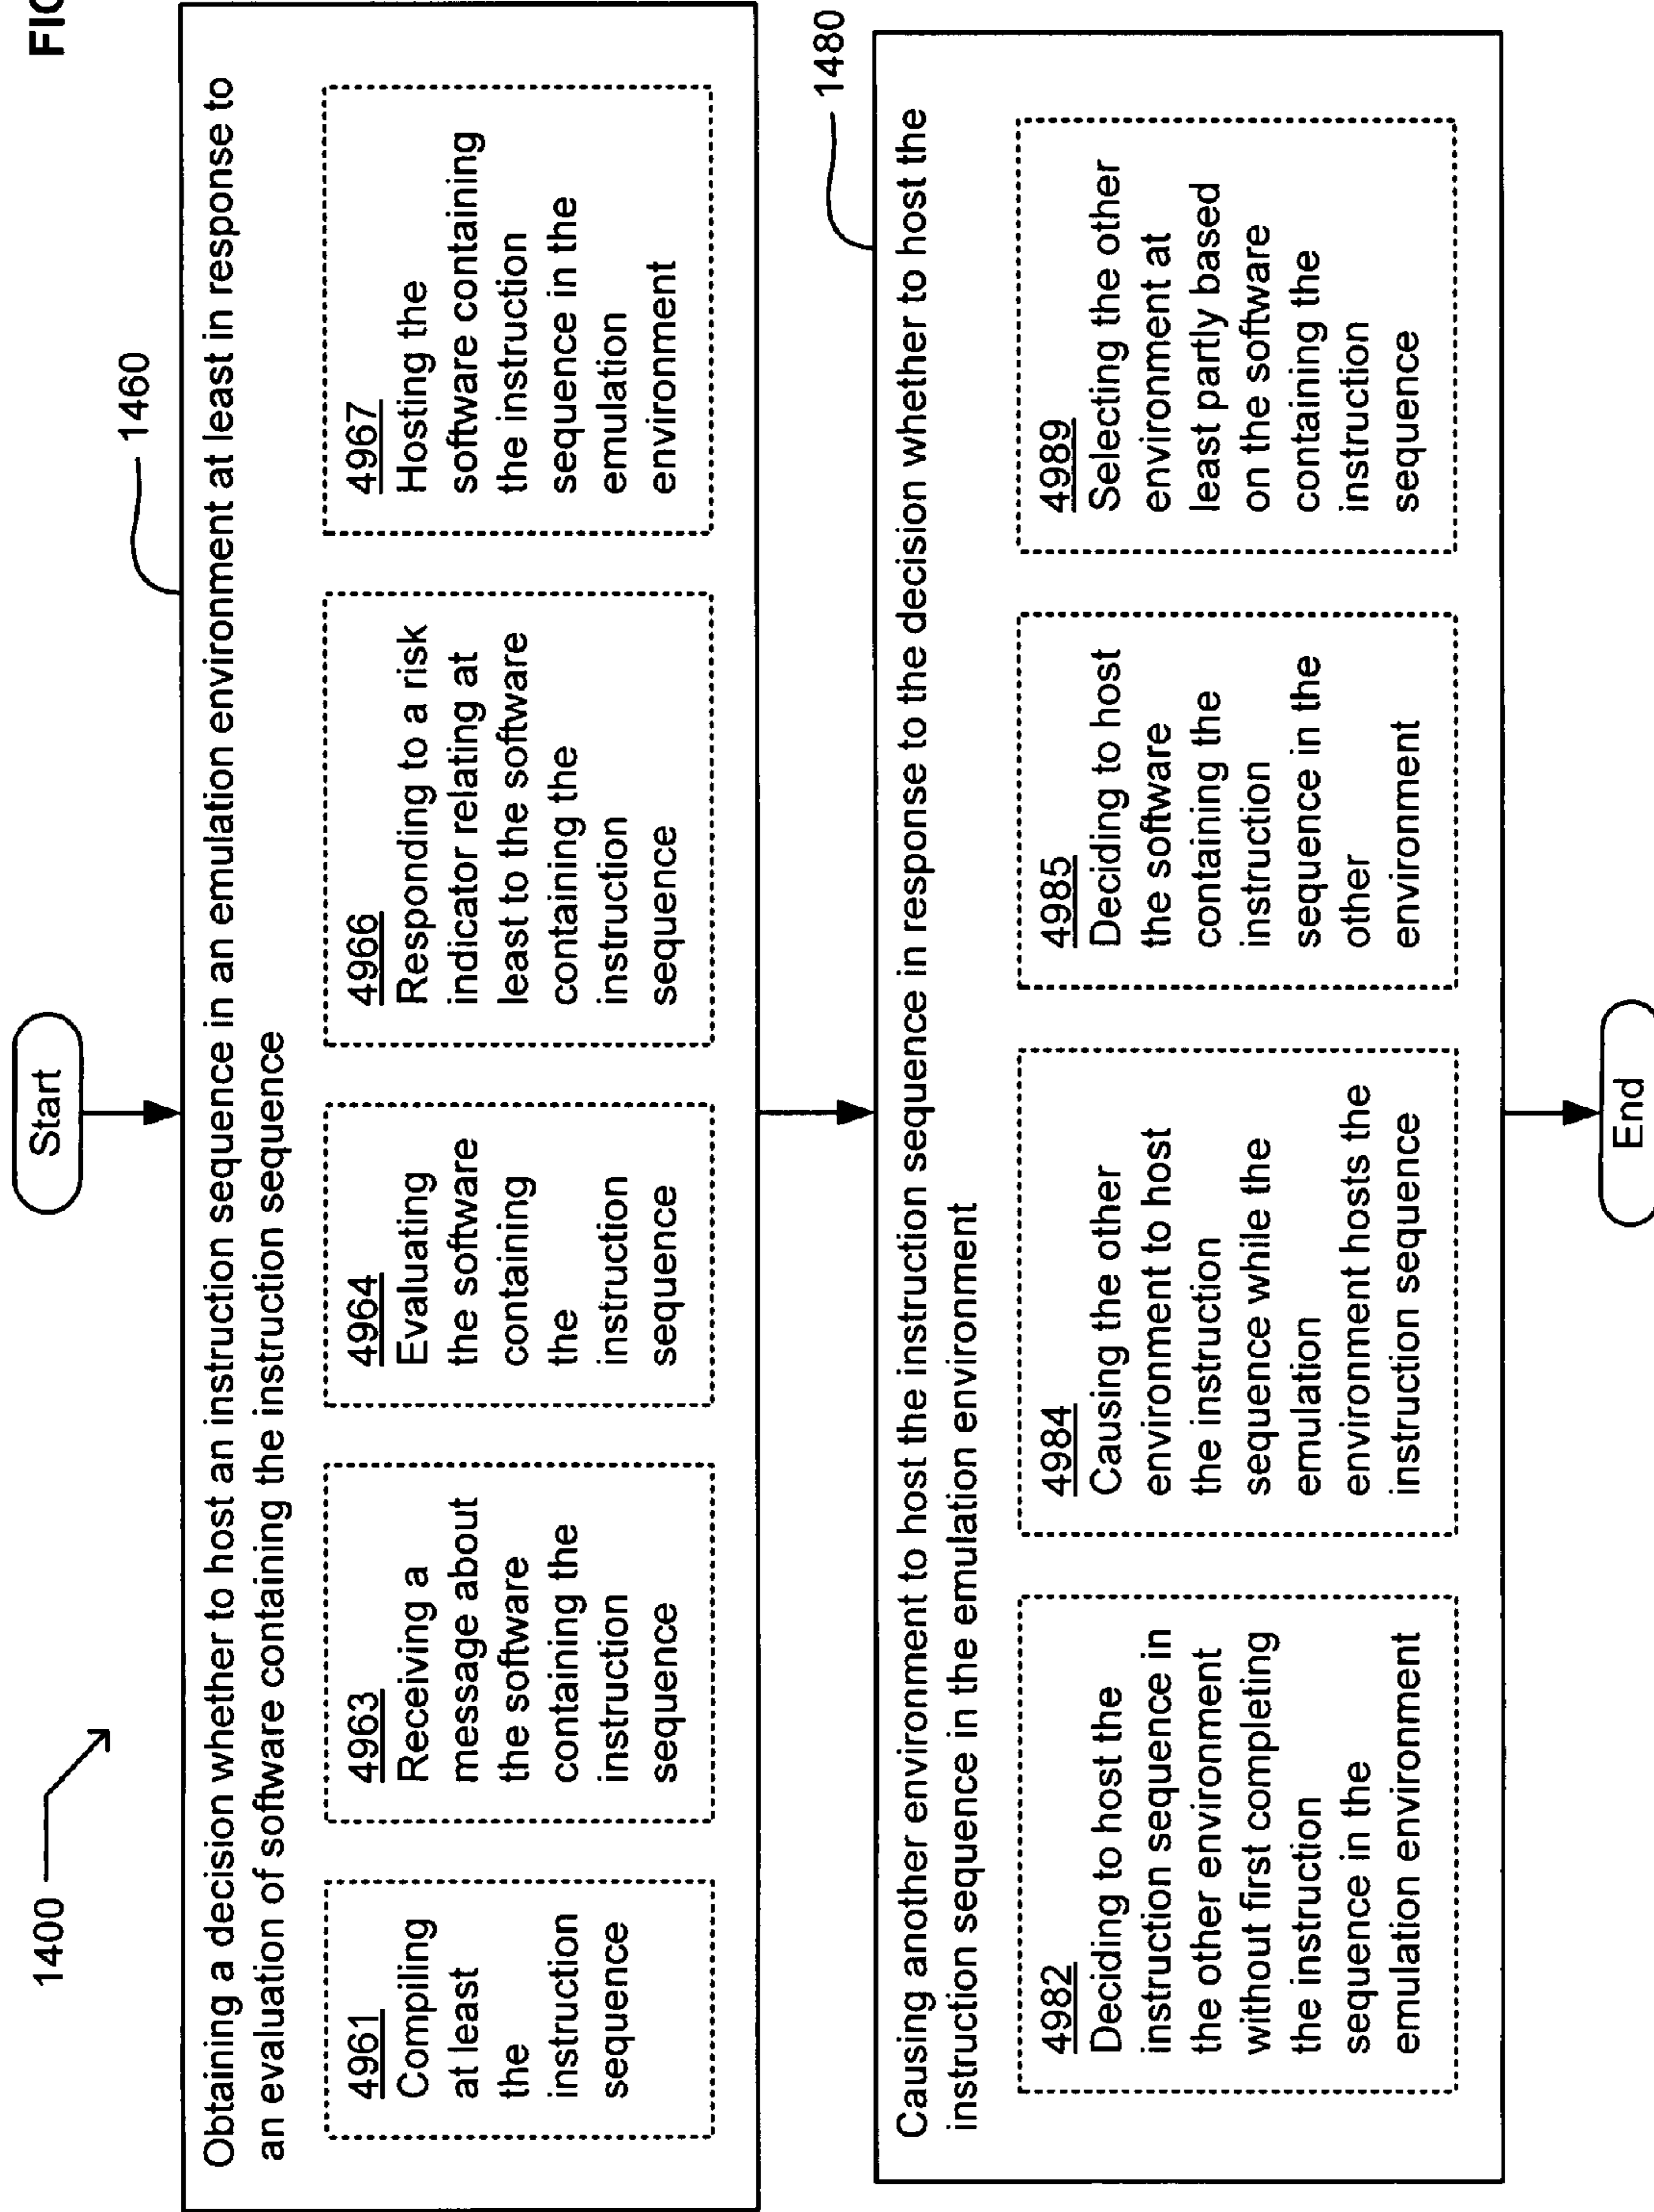 FIG
1400
Start
1460
Obtaining a decision whether to host an instruction sequence in an emulation environment at least in response to
an evaluation of software containing the instruction sequence
4961
Compiling
at least
the
instruction
sequence
4963
Receiving a
message about
the software
containing the
instruction
sequence
4964
Evaluating
the software
containing
the
instruction
sequence
4966
Responding to a risk
indicator relating at
least to the software
containing the
instruction
sequence
4967
Hosting the
software containing
the instruction
sequence in the
emulation
environment
1480
Causing another environment to host the instruction sequence in response to the decision whether to host the
instruction sequence in the emulation environment
4982
Deciding to host the
instruction sequence in
the other environment
without first completing
the instruction
sequence in the
emulation environment
4984
Causing the other
environment to host
the instruction
sequence while the
emulation
environment hosts the
instruction sequence
4985
Deciding to host
the software
containing the
instruction
sequence in the
other
environment
4989
Selecting the other
environment at
least partly based
on the software
containing the
instruction
sequence
End